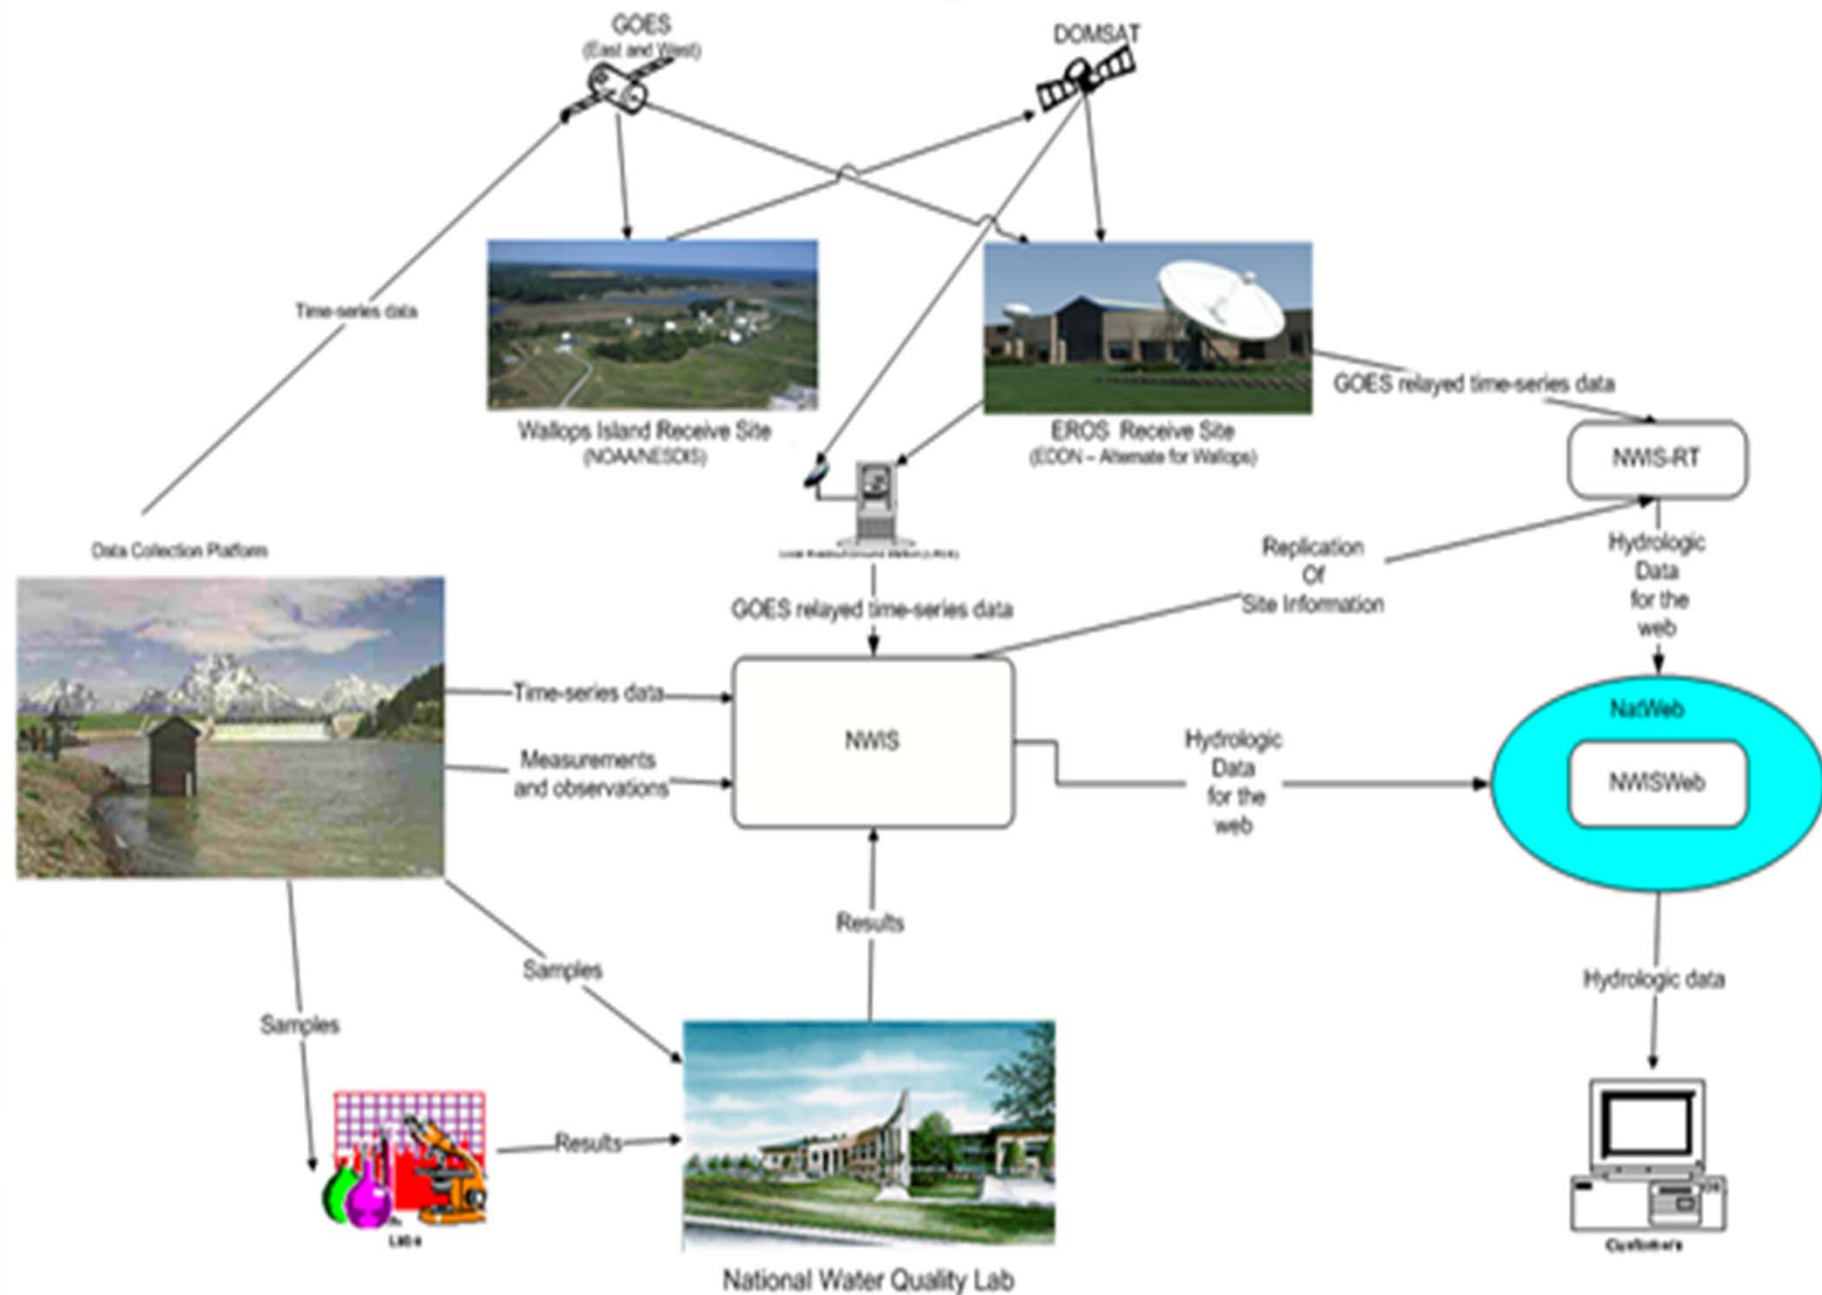 GOES
(East and West)
DOMSAT
Time-series data
Wallops Island Receive Site
(NOAA/NESDIS)
EROS Receive Site
(EDDN – Alternate for Wallops)
GOES relayed time-series data
NWIS-RT
Data Collection Platform
Replication
Of
Site Information
Hydrologic
Data
for the
web
GOES relayed time-series data
Time-series data
Measurements
and observations
NWIS
Hydrologic
Data
for the
web
NatWeb
NWISWeb
Results
Samples
Samples
Hydrologic data
Results
Labs
National Water Quality Lab
Customers